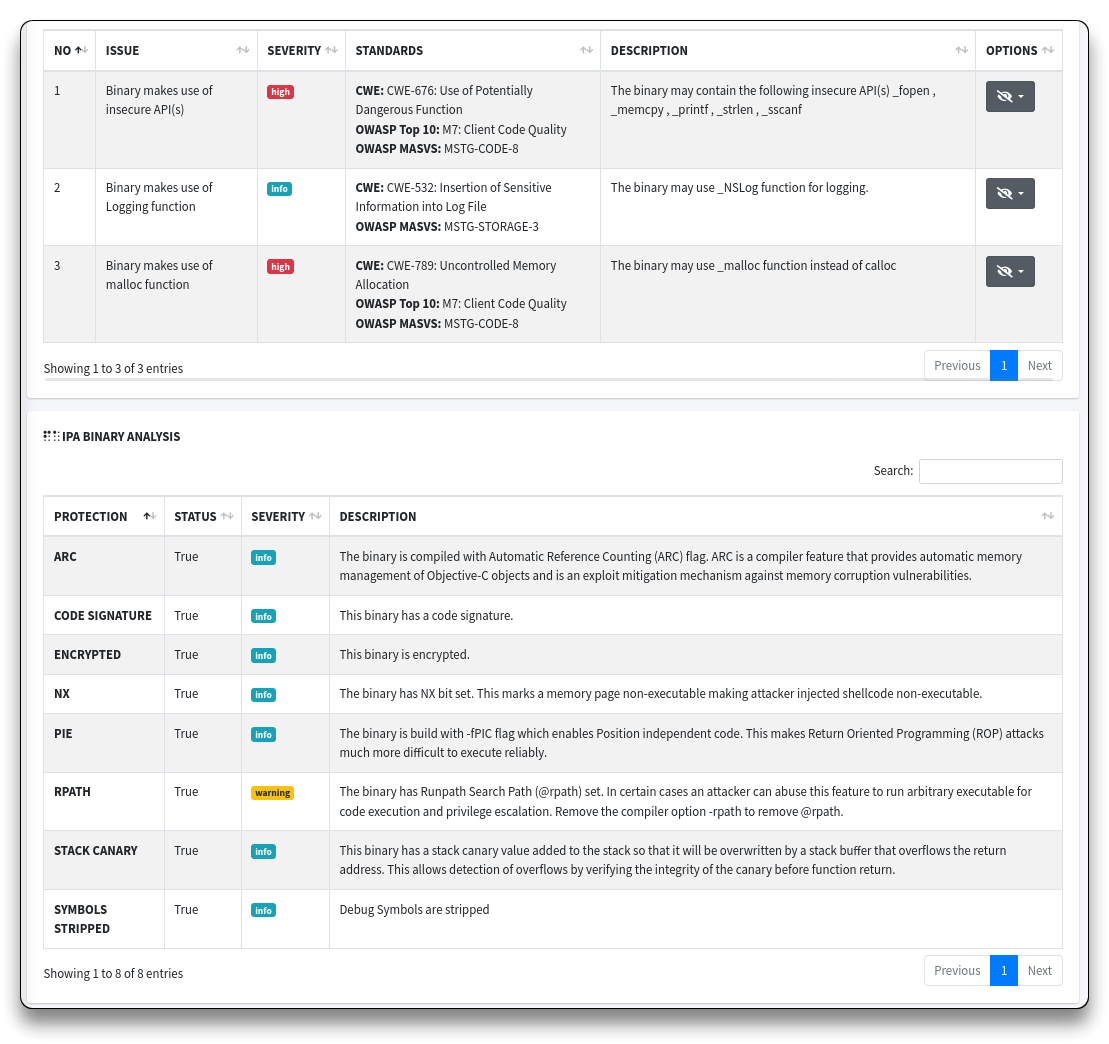 NO ISSUE SEVERITY STANDARDS DESCRIPTION OPTIONS
1 Binary makes use of insecure API(s) high CWE: CWE-676: Use of Potentially Dangerous Function
OWASP Top 10: M7: Client Code Quality
OWASP MASVS: MSTG-CODE-8
The binary may contain the following insecure API(s) _fopen ,
_memcpy , _printf , _strlen , _sscanf
2 Binary makes use of Logging function info CWE: CWE-532: Insertion of Sensitive Information into Log File
OWASP MASVS: MSTG-STORAGE-3
The binary may use _NSLog function for logging.
3 Binary makes use of malloc function high CWE: CWE-789: Uncontrolled Memory Allocation
OWASP Top 10: M7: Client Code Quality
OWASP MASVS: MSTG-CODE-8
The binary may use _malloc function instead of calloc
Showing 1 to 3 of 3 entries Previous 1 Next
IPA BINARY ANALYSIS
Search:
PROTECTION STATUS SEVERITY DESCRIPTION
ARC True info The binary is compiled with Automatic Reference Counting (ARC) flag. ARC is a compiler feature that provides automatic memory
management of Objective-C objects and is an exploit mitigation mechanism against memory corruption vulnerabilities.
CODE SIGNATURE True info This binary has a code signature.
ENCRYPTED True info This binary is encrypted.
NX True info The binary has NX bit set. This marks a memory page non-executable making attacker injected shellcode non-executable.
PIE True info The binary is build with -fPIC flag which enables Position independent code. This makes Return Oriented Programming (ROP) attacks
much more difficult to execute reliably.
RPATH True warning The binary has Runpath Search Path (@rpath) set. In certain cases an attacker can abuse this feature to run arbitrary executable for
code execution and privilege escalation. Remove the compiler option -rpath to remove @rpath.
STACK CANARY True info This binary has a stack canary value added to the stack so that it will be overwritten by a stack buffer that overflows the return
address. This allows detection of overflows by verifying the integrity of the canary before function return.
SYMBOLS STRIPPED True info Debug Symbols are stripped
Showing 1 to 8 of 8 entries Previous 1 Next